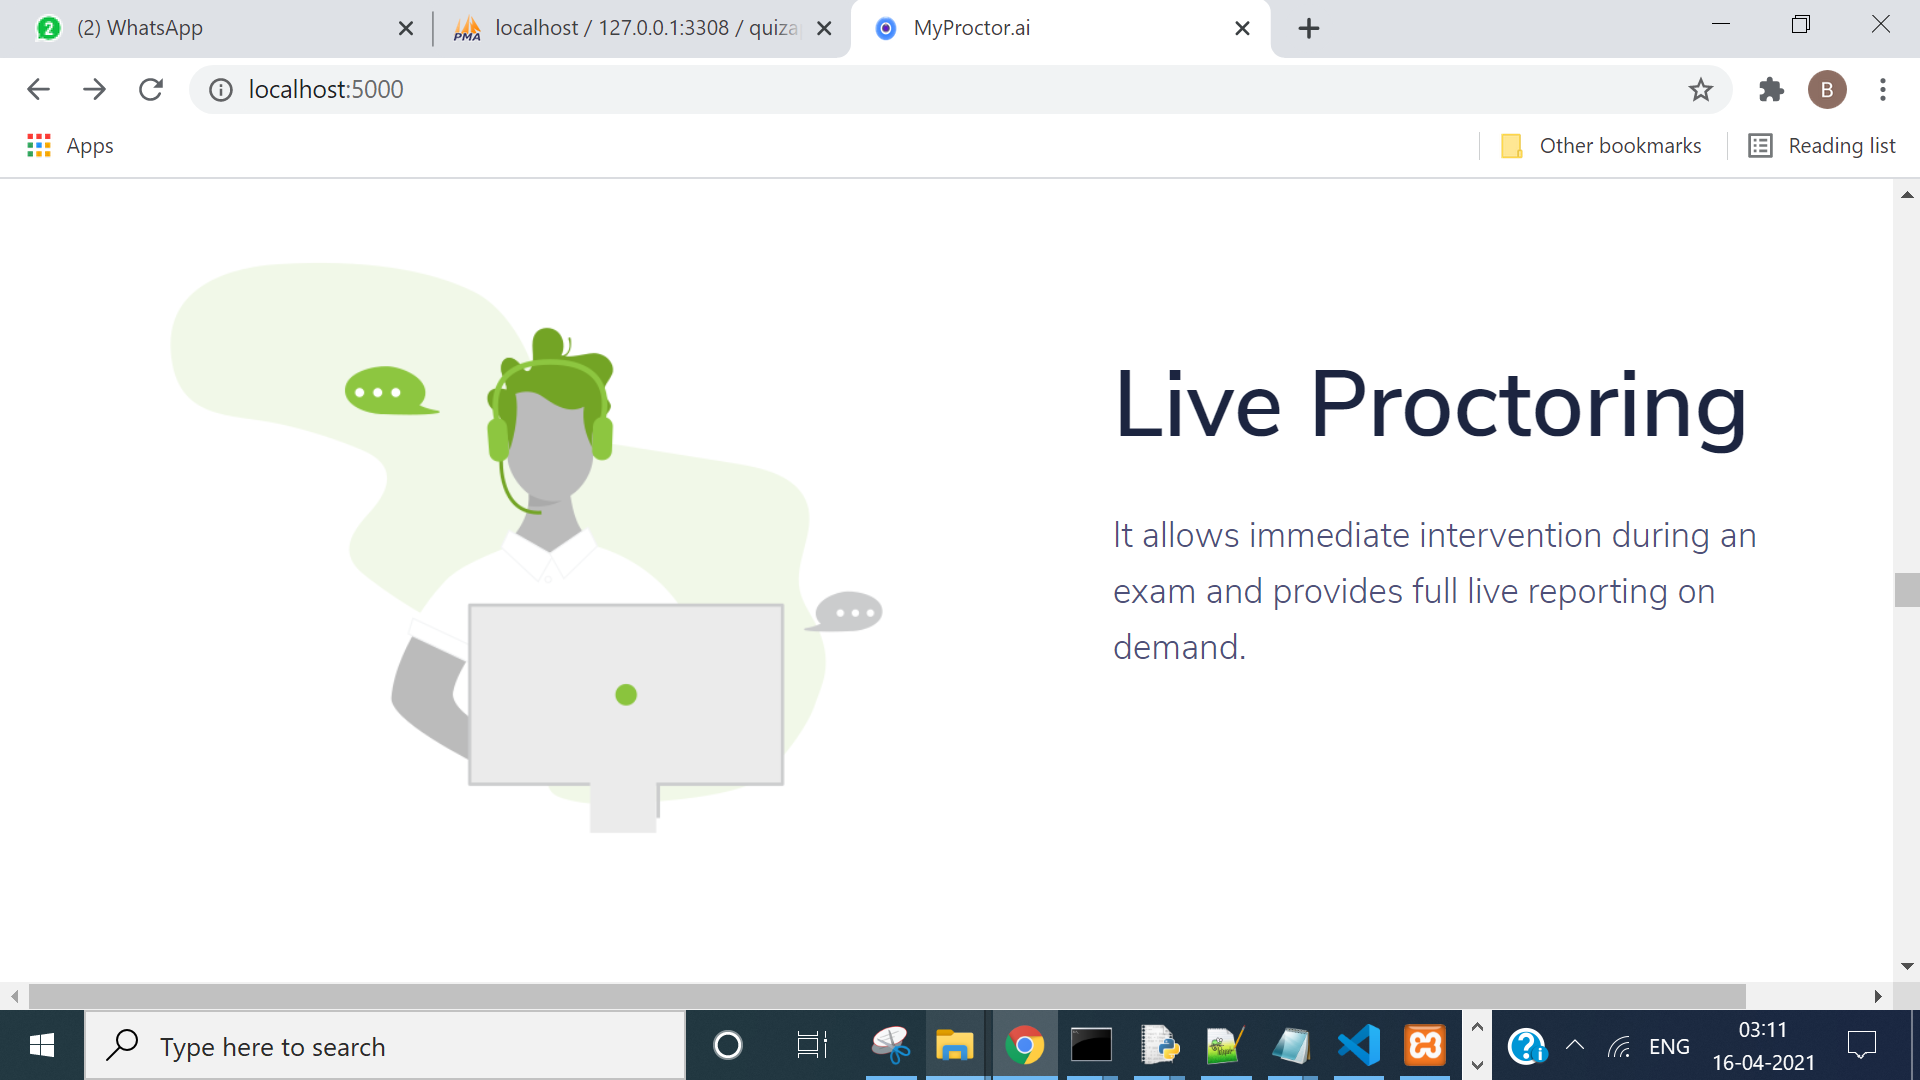 (2) WhatsApp
localhost / 127.0.0.1:3308 / quiza
MyProctor.ai
localhost:5000
B
Apps
Other bookmarks
Reading list
Live Proctoring
It allows immediate intervention during an
exam and provides full live reporting on
demand.
Type here to search
ENG
03:11
16-04-2021